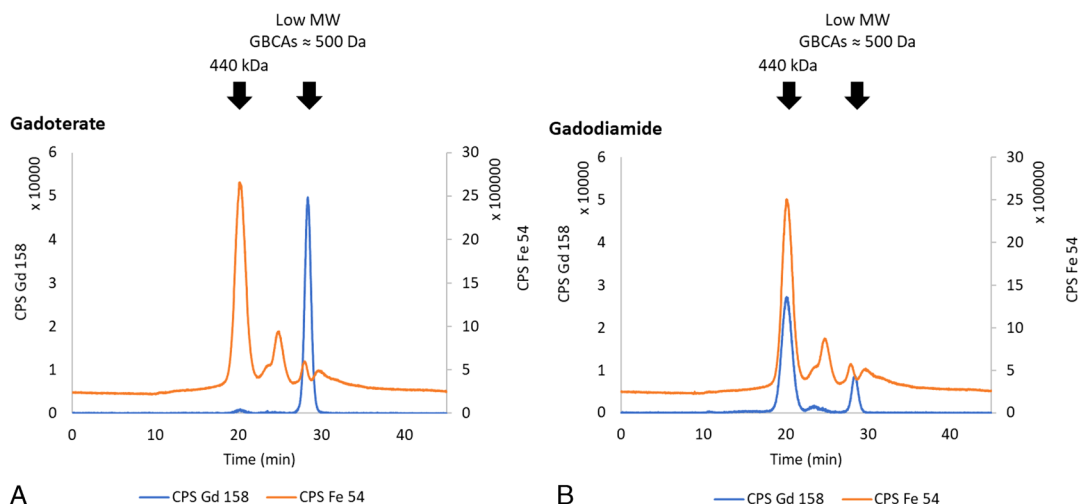 Low MW
GBCAs ≈ 500 Da
440 kDa
Gadoterate
CPS Gd 158
x 10000
6
5
4
3
2
1
0
30
25
20
15
10
5
0
x 100000
CPS Fe 54
0
10
20
30
40
Time (min)
A
CPS Gd 158
CPS Fe 54
Low MW
GBCAs ≈ 500 Da
440 kDa
Gadodiamide
CPS Gd 158
x 10000
6
5
4
3
2
1
0
30
25
20
15
10
5
0
x 100000
CPS Fe 54
0
10
20
30
40
Time (min)
B
CPS Gd 158
CPS Fe 54